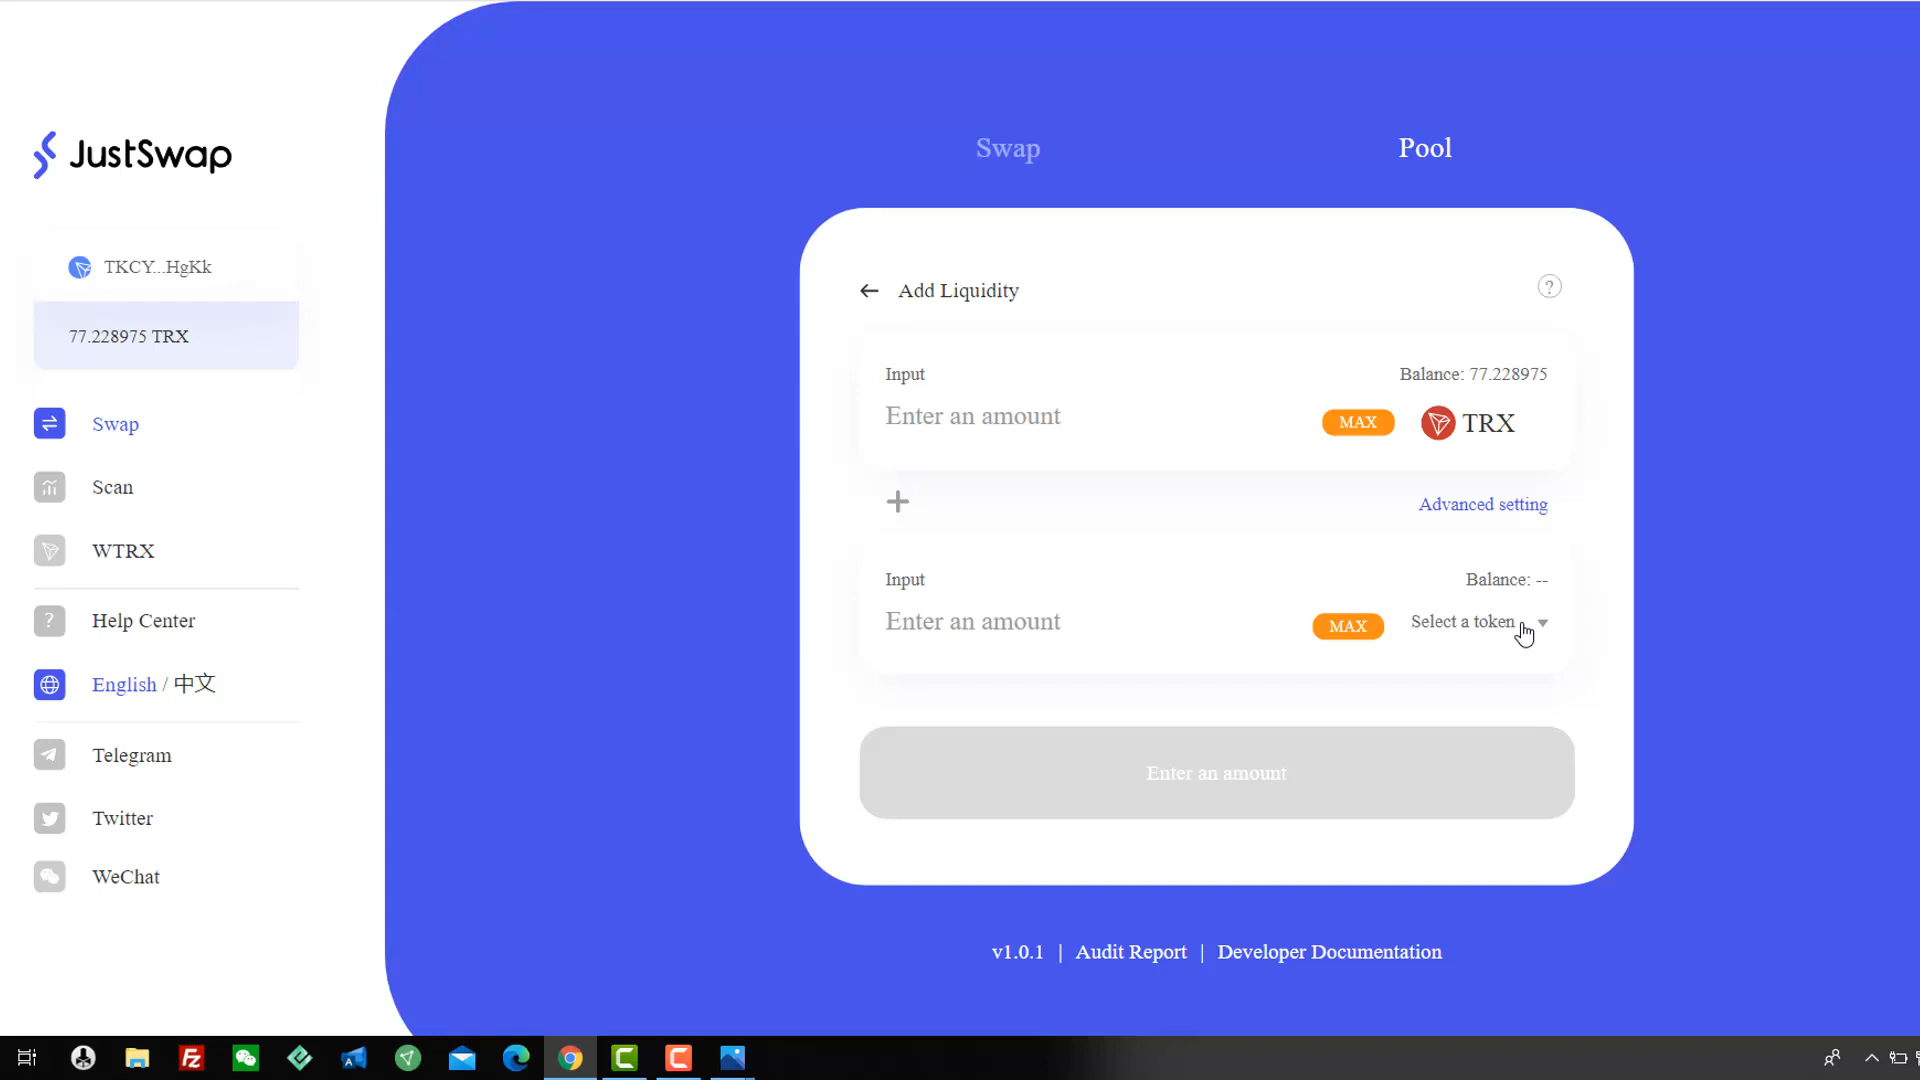 JustSwap
TKCY...HgKk
77.228975 TRX
Swap
Scan
WTRX
Help Center
English / 中文
Telegram
Twitter
WeChat
Swap
Pool
Add Liquidity
?
Input
Balance: 77.228975
Enter an amount
MAX
TRX
Advanced setting
Input
Balance: --
Enter an amount
MAX
Select a token
Enter an amount
v1.0.1 | Audit Report | Developer Documentation